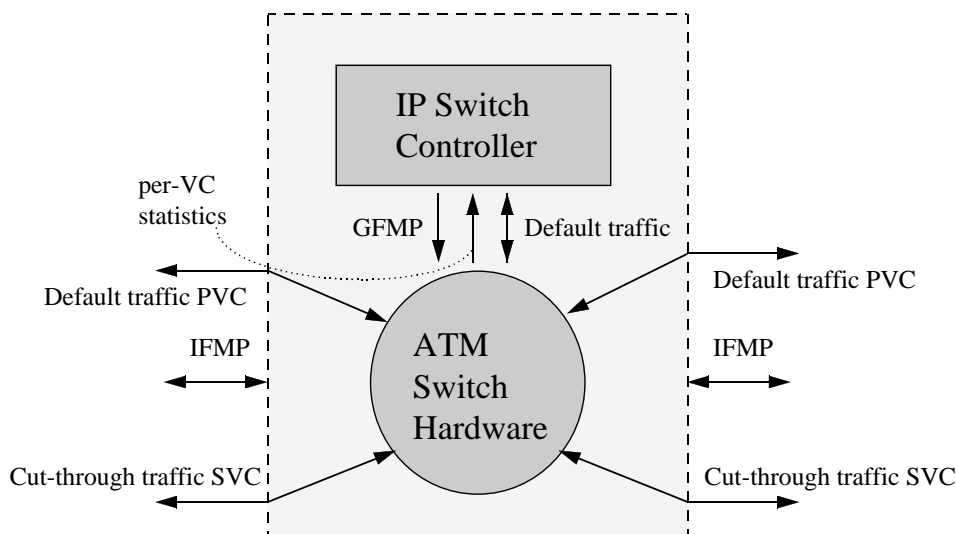 IP Switch
Controller
per-VC
statistics
GFMP
Default traffic
Default traffic PVC
Default traffic PVC
IFMP
IFMP
ATM
Switch
Hardware
Cut-through traffic SVC
Cut-through traffic SVC